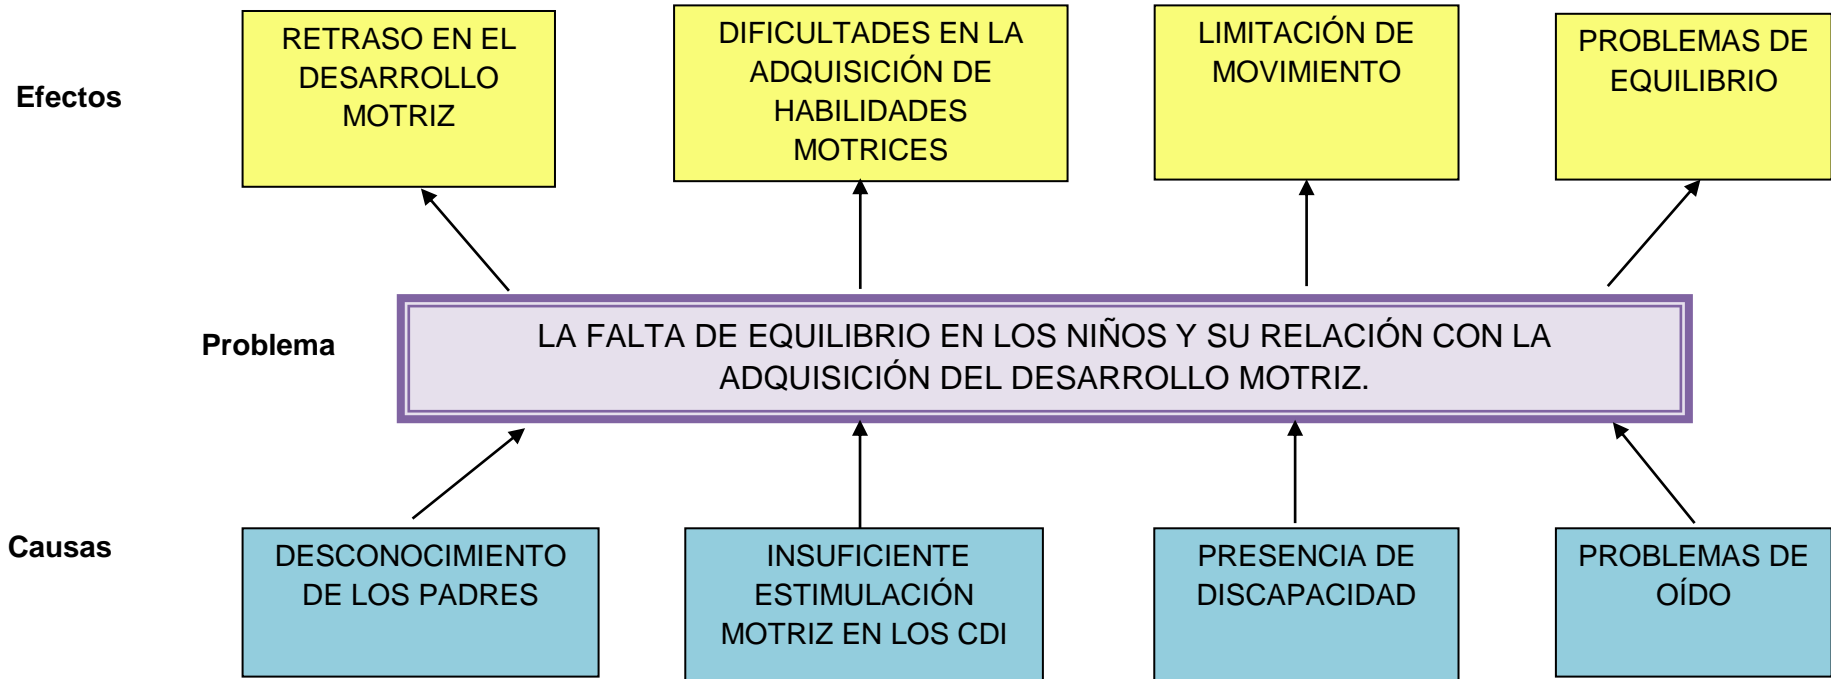 Efectos
RETRASO EN EL
DESARROLLO
MOTRIZ
DIFICULTADES EN LA
ADQUISICIÓN DE
HABILIDADES
MOTRICES
LIMITACIÓN DE
MOVIMIENTO
PROBLEMAS DE
EQUILIBRIO
Problema
LA FALTA DE EQUILIBRIO EN LOS NIÑOS Y SU RELACIÓN CON LA
ADQUISICIÓN DEL DESARROLLO MOTRIZ.
Causas
DESCONOCIMIENTO
DE LOS PADRES
INSUFICIENTE
ESTIMULACIÓN
MOTRIZ EN LOS CDI
PRESENCIA DE
DISCAPACIDAD
PROBLEMAS DE
OÍDO